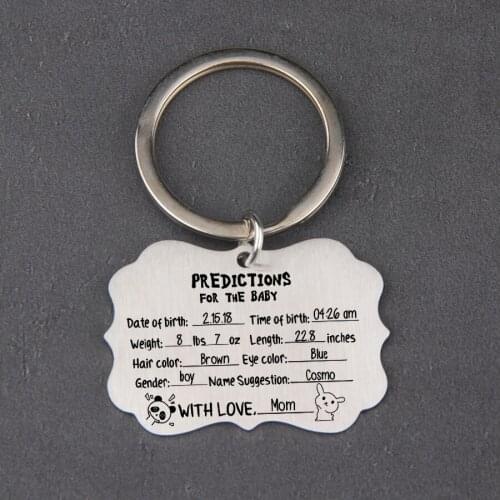 PREDICTIONS
FOR THE BABY
Date of birth: 2.15.18 Time of birth: 04:26 am
Weight: 8 lbs 7 oz Length: 22.8 inches
Hair color: Brown Eye color: Blue
Gender: boy Name Suggestion: Cosmo
WITH LOVE, Mom